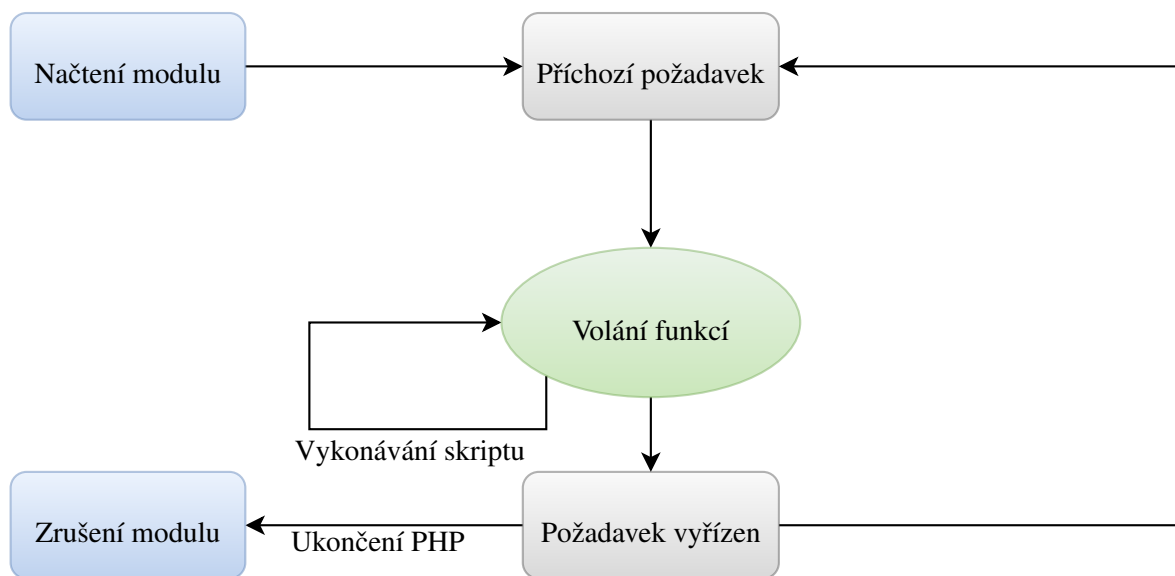 Načtení modulu
Příchozí požadavek
Volání funkcí
Vykonávání skriptu
Zrušení modulu
Ukončení PHP
Požadavek vyřízen